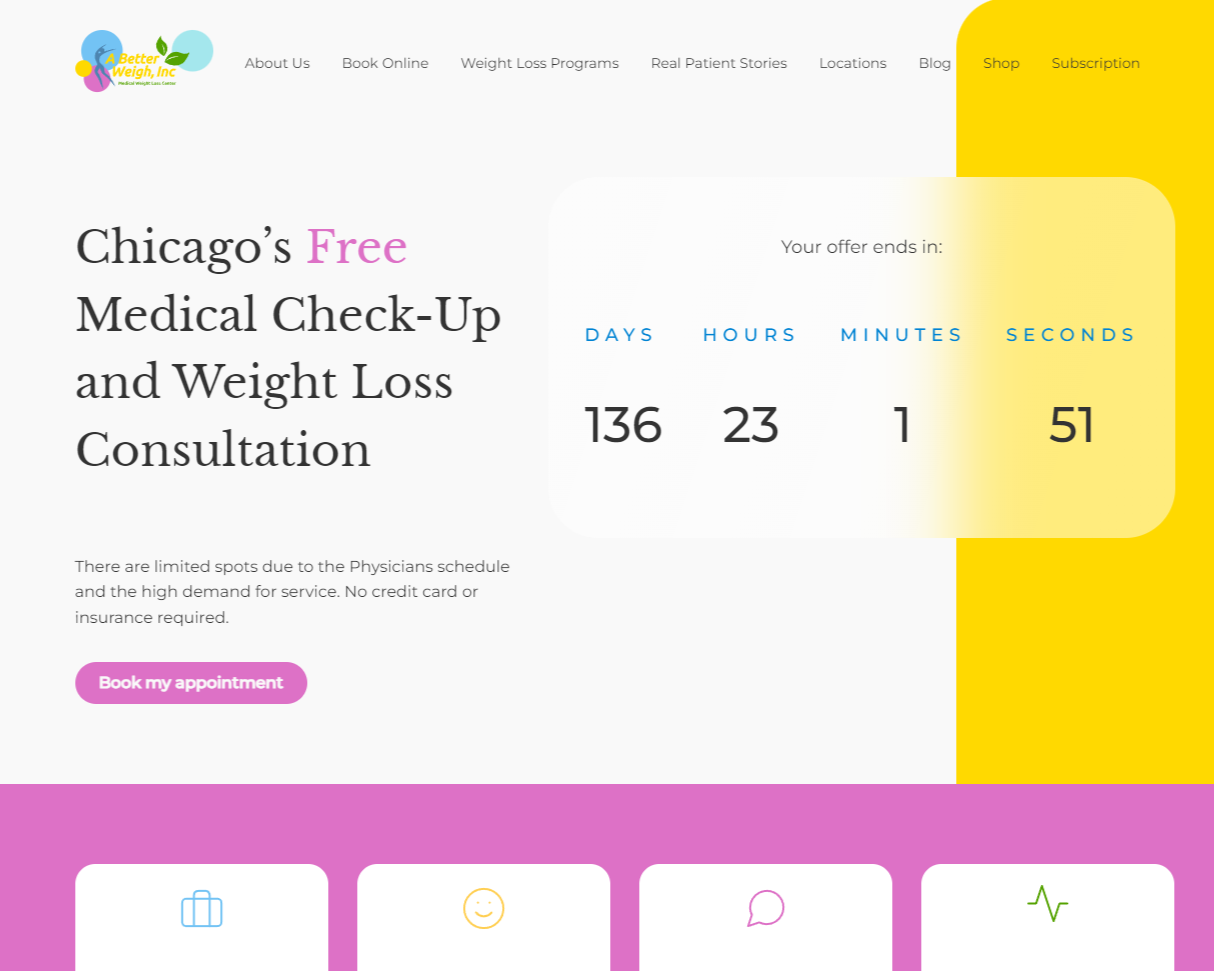 A Better
Weigh, Inc
Medical Weight Loss Center
About Us
Book Online
Weight Loss Programs
Real Patient Stories
Locations
Blog
Shop
Subscription
Chicago’s Free
Medical Check-Up
and Weight Loss
Consultation
There are limited spots due to the Physicians schedule
and the high demand for service. No credit card or
insurance required.
Book my appointment
Your offer ends in:
DAYS HOURS MINUTES SECONDS
136 23 1 51